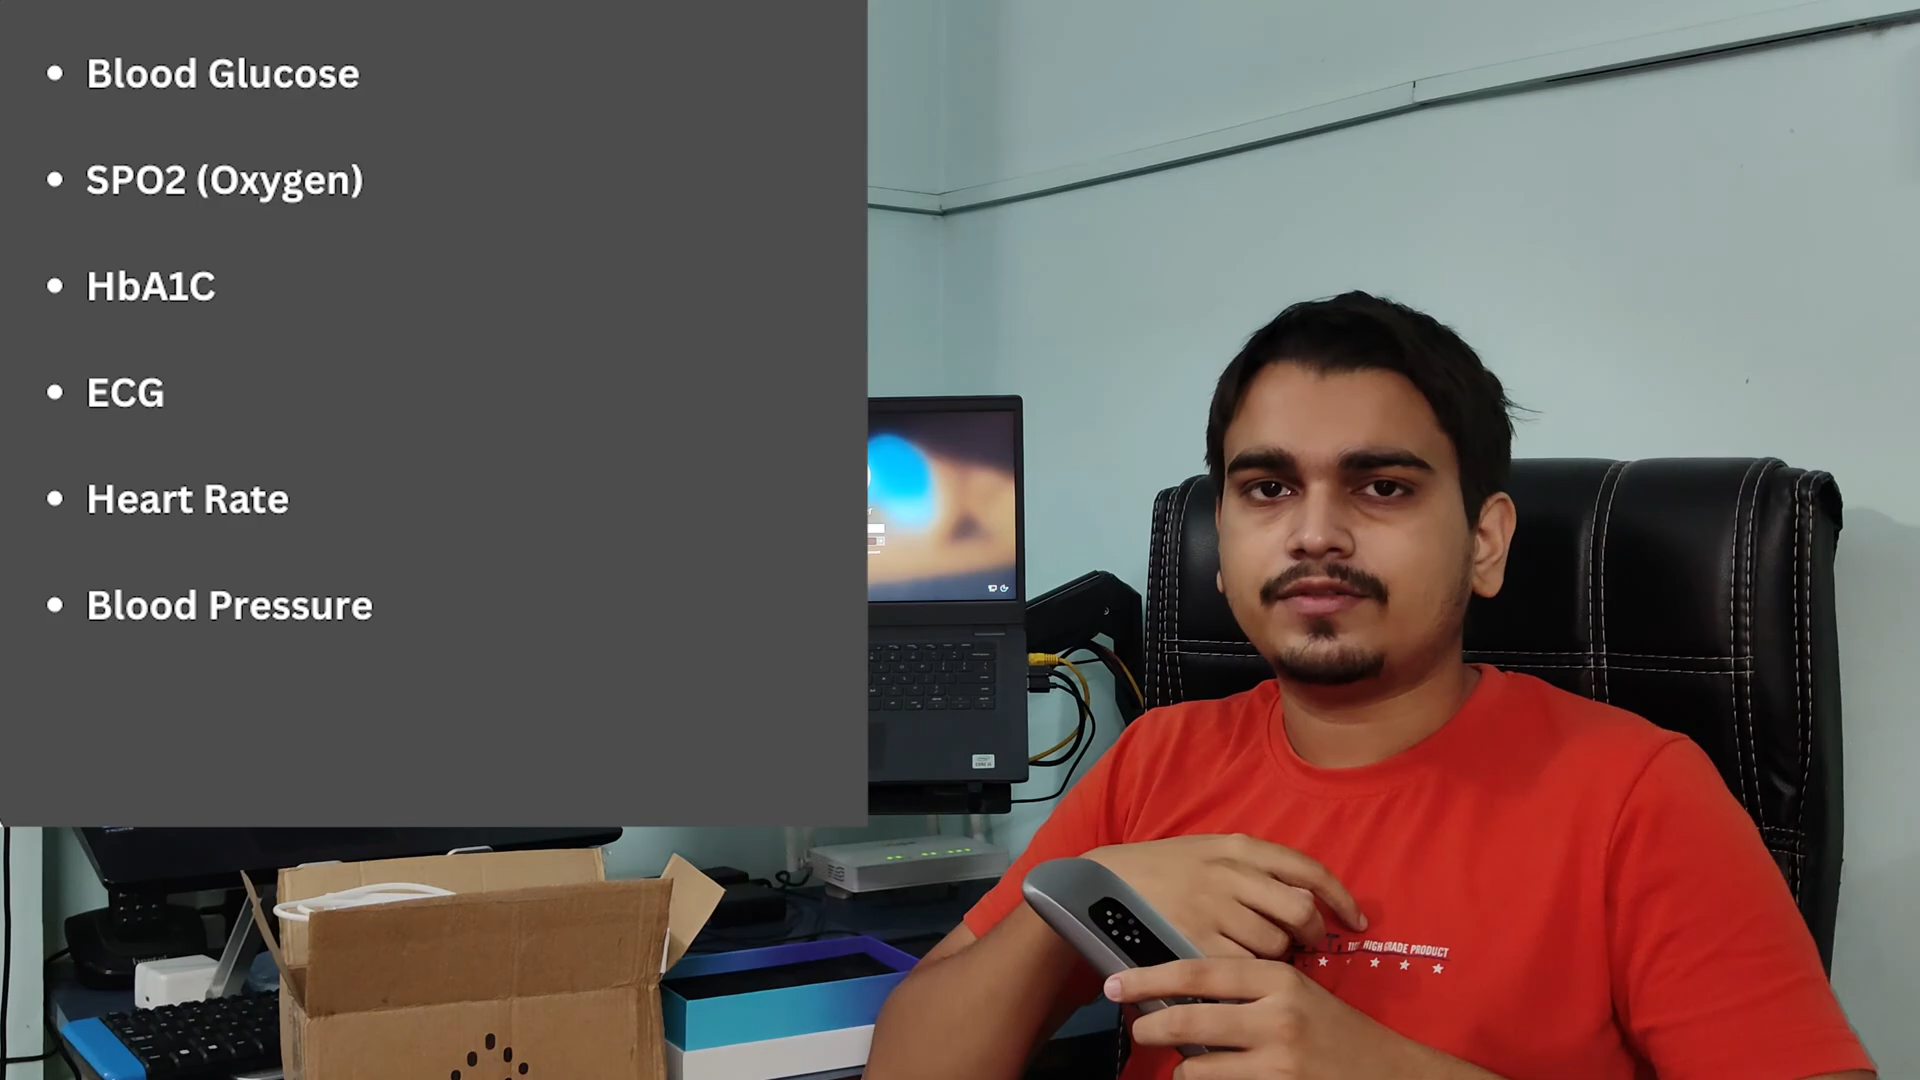 Blood Glucose
SPO2 (Oxygen)
HbA1C
ECG
Heart Rate
Blood Pressure
HIGH GRADE PRODUCT